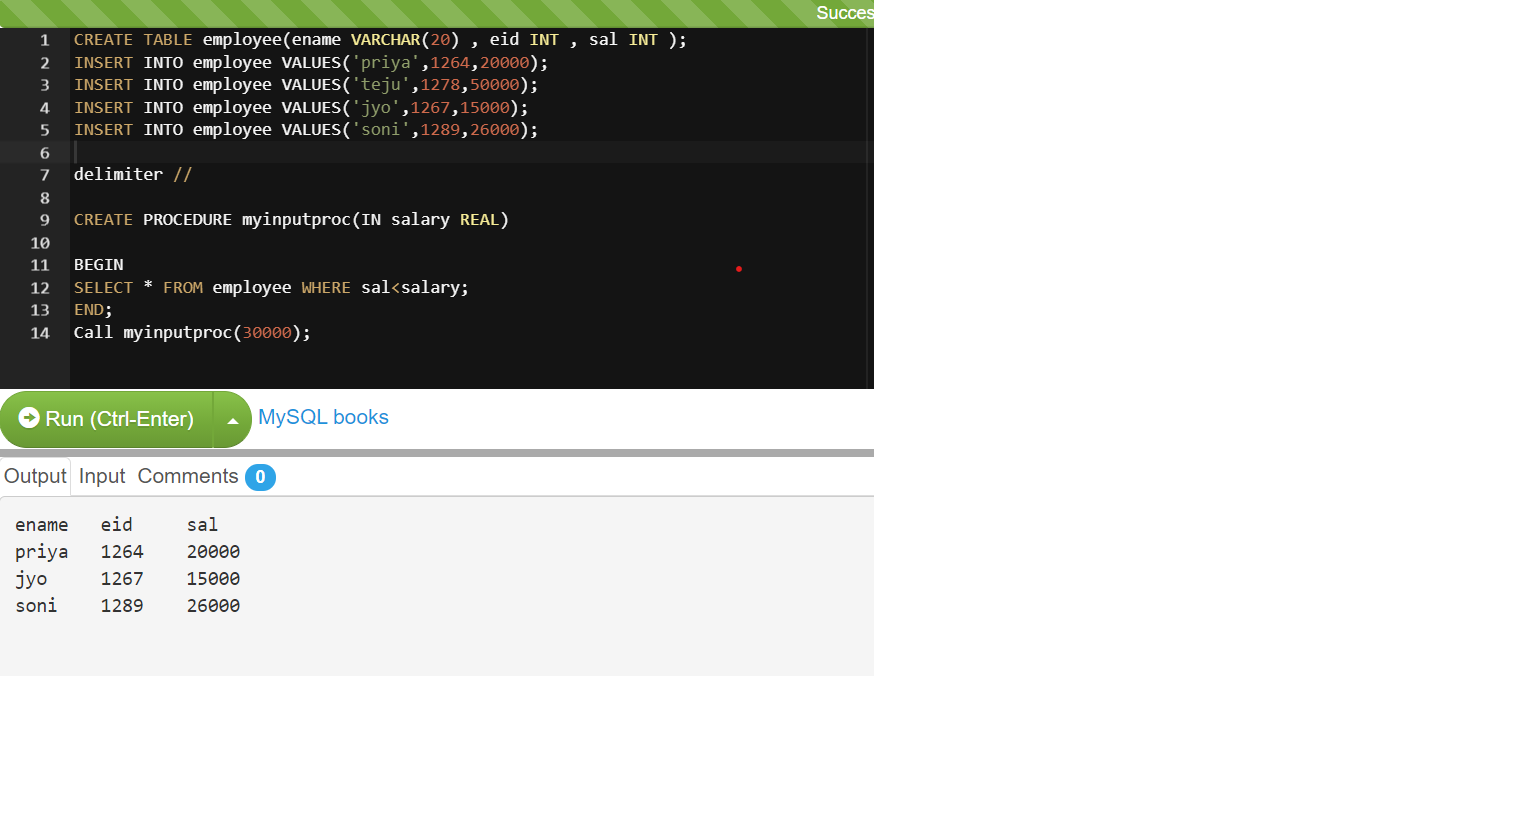 Succes
1 CREATE TABLE employee(ename VARCHAR(20) , eid INT , sal INT );
2 INSERT INTO employee VALUES('priya',1264,20000);
3 INSERT INTO employee VALUES('teju',1278,50000);
4 INSERT INTO employee VALUES('jyo',1267,15000);
5 INSERT INTO employee VALUES('soni',1289,26000);
6
7 delimiter //
8
9 CREATE PROCEDURE myinputproc(IN salary REAL)
10
11 BEGIN
12 SELECT * FROM employee WHERE sal<salary;
13 END;
14 Call myinputproc(30000);
Run (Ctrl-Enter) MySQL books
Output Input Comments 0
ename eid sal
priya 1264 20000
jyo 1267 15000
soni 1289 26000